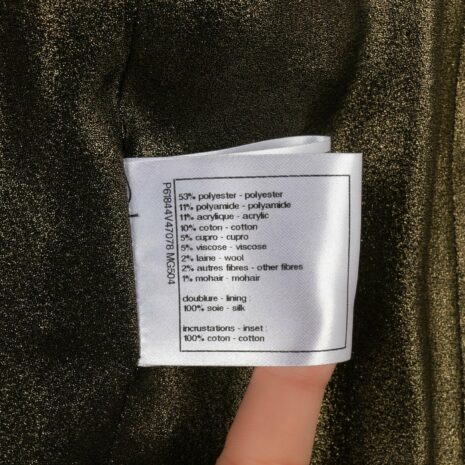 53% polyester - polyester
11% polyamide - polyamide
11% acrylique - acrylic
10% coton - cotton
5% cupro - cupro
5% viscose - viscose
2% laine - wool
2% autres fibres - other fibres
1% mohair - mohair
doublure - lining :
100% soie - silk
incrustations - inset :
100% coton - cotton
P61844V47078 MG504